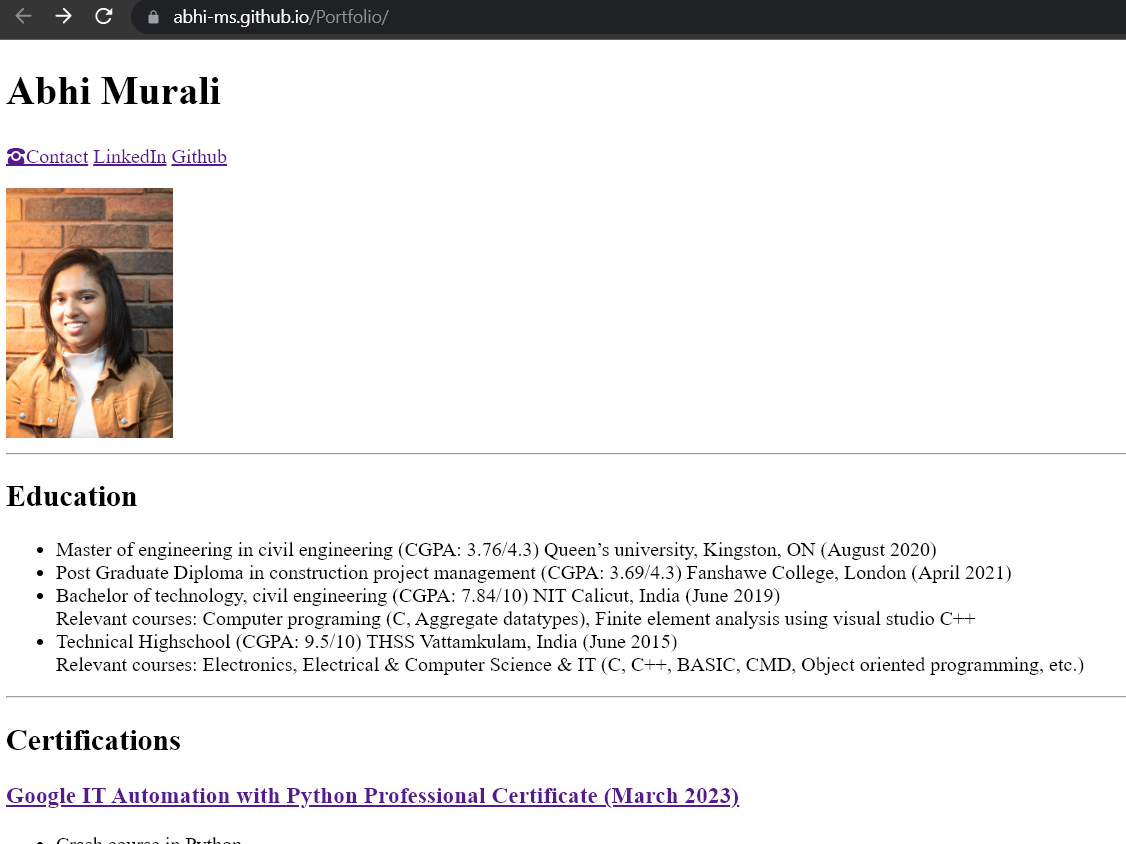 abhi-ms.github.io/Portfolio/
Abhi Murali
☎Contact LinkedIn Github
Education
• Master of engineering in civil engineering (CGPA: 3.76/4.3) Queen’s university, Kingston, ON (August 2020)
• Post Graduate Diploma in construction project management (CGPA: 3.69/4.3) Fanshawe College, London (April 2021)
• Bachelor of technology, civil engineering (CGPA: 7.84/10) NIT Calicut, India (June 2019)
Relevant courses: Computer programing (C, Aggregate datatypes), Finite element analysis using visual studio C++
• Technical Highschool (CGPA: 9.5/10) THSS Vattamkulam, India (June 2015)
Relevant courses: Electronics, Electrical & Computer Science & IT (C, C++, BASIC, CMD, Object oriented programming, etc.)
Certifications
Google IT Automation with Python Professional Certificate (March 2023)
• Crash course in Python